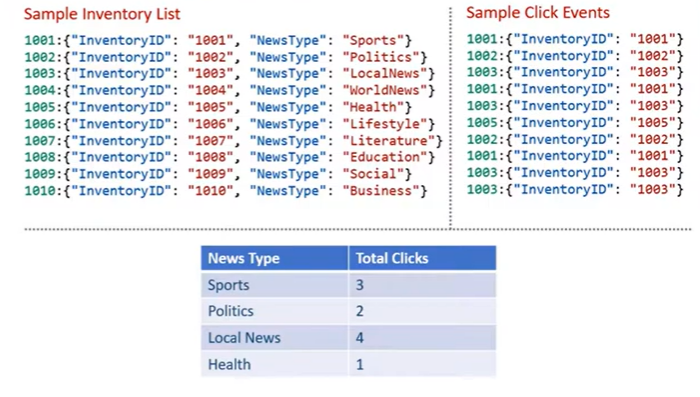 Sample Inventory List
1001:{"InventoryID": "1001", "NewsType": "Sports"}
1002:{"InventoryID": "1002", "NewsType": "Politics"}
1003:{"InventoryID": "1003", "NewsType": "LocalNews"}
1004:{"InventoryID": "1004", "NewsType": "WorldNews"}
1005:{"InventoryID": "1005", "NewsType": "Health"}
1006:{"InventoryID": "1006", "NewsType": "Lifestyle"}
1007:{"InventoryID": "1007", "NewsType": "Literature"}
1008:{"InventoryID": "1008", "NewsType": "Education"}
1009:{"InventoryID": "1009", "NewsType": "Social"}
1010:{"InventoryID": "1010", "NewsType": "Business"}
Sample Click Events
1001:{"InventoryID": "1001"}
1002:{"InventoryID": "1002"}
1003:{"InventoryID": "1003"}
1001:{"InventoryID": "1001"}
1003:{"InventoryID": "1003"}
1005:{"InventoryID": "1005"}
1002:{"InventoryID": "1002"}
1001:{"InventoryID": "1001"}
1003:{"InventoryID": "1003"}
1003:{"InventoryID": "1003"}
News Type Total Clicks
Sports 3
Politics 2
Local News 4
Health 1